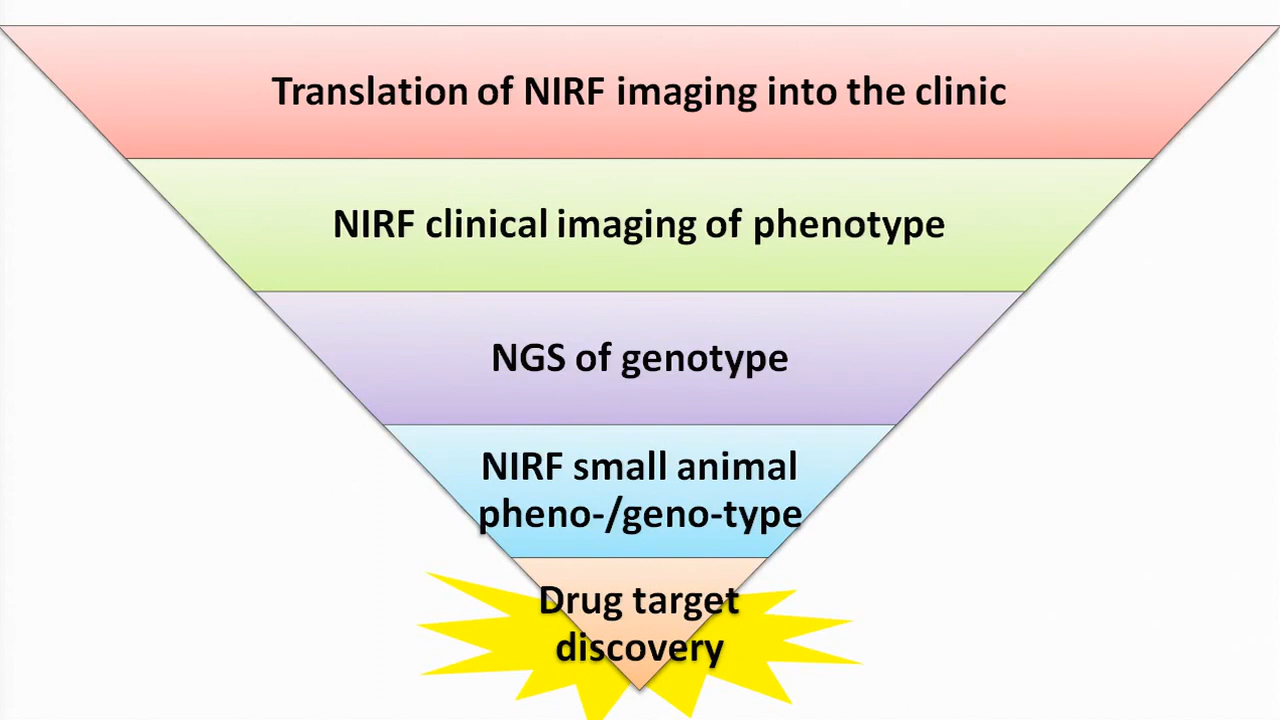 Translation of NIRF imaging into the clinic
NIRF clinical imaging of phenotype
NGS of genotype
NIRF small animal
pheno-/geno-type
Drug target
discovery